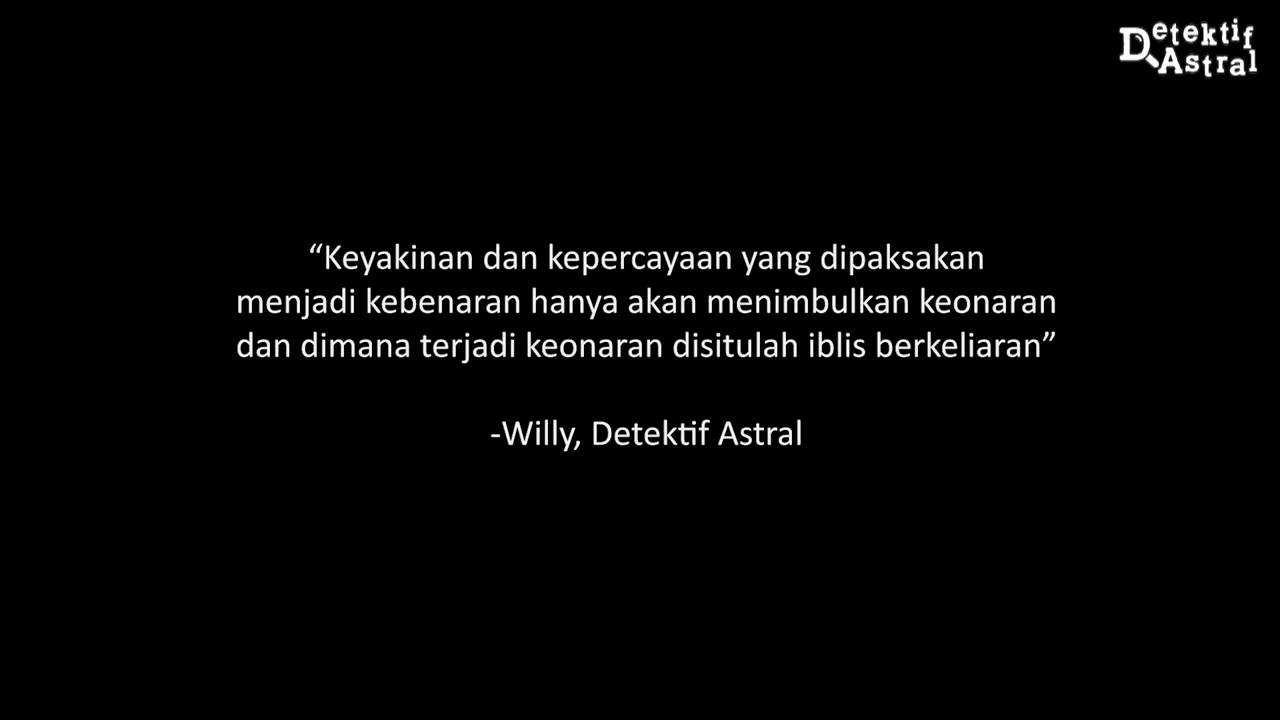 Detektif
Astral
“Keyakinan dan kepercayaan yang dipaksakan
menjadi kebenaran hanya akan menimbulkan keonaran
dan dimana terjadi keonaran disitulah iblis berkeliaran”
-Willy, Detektif Astral